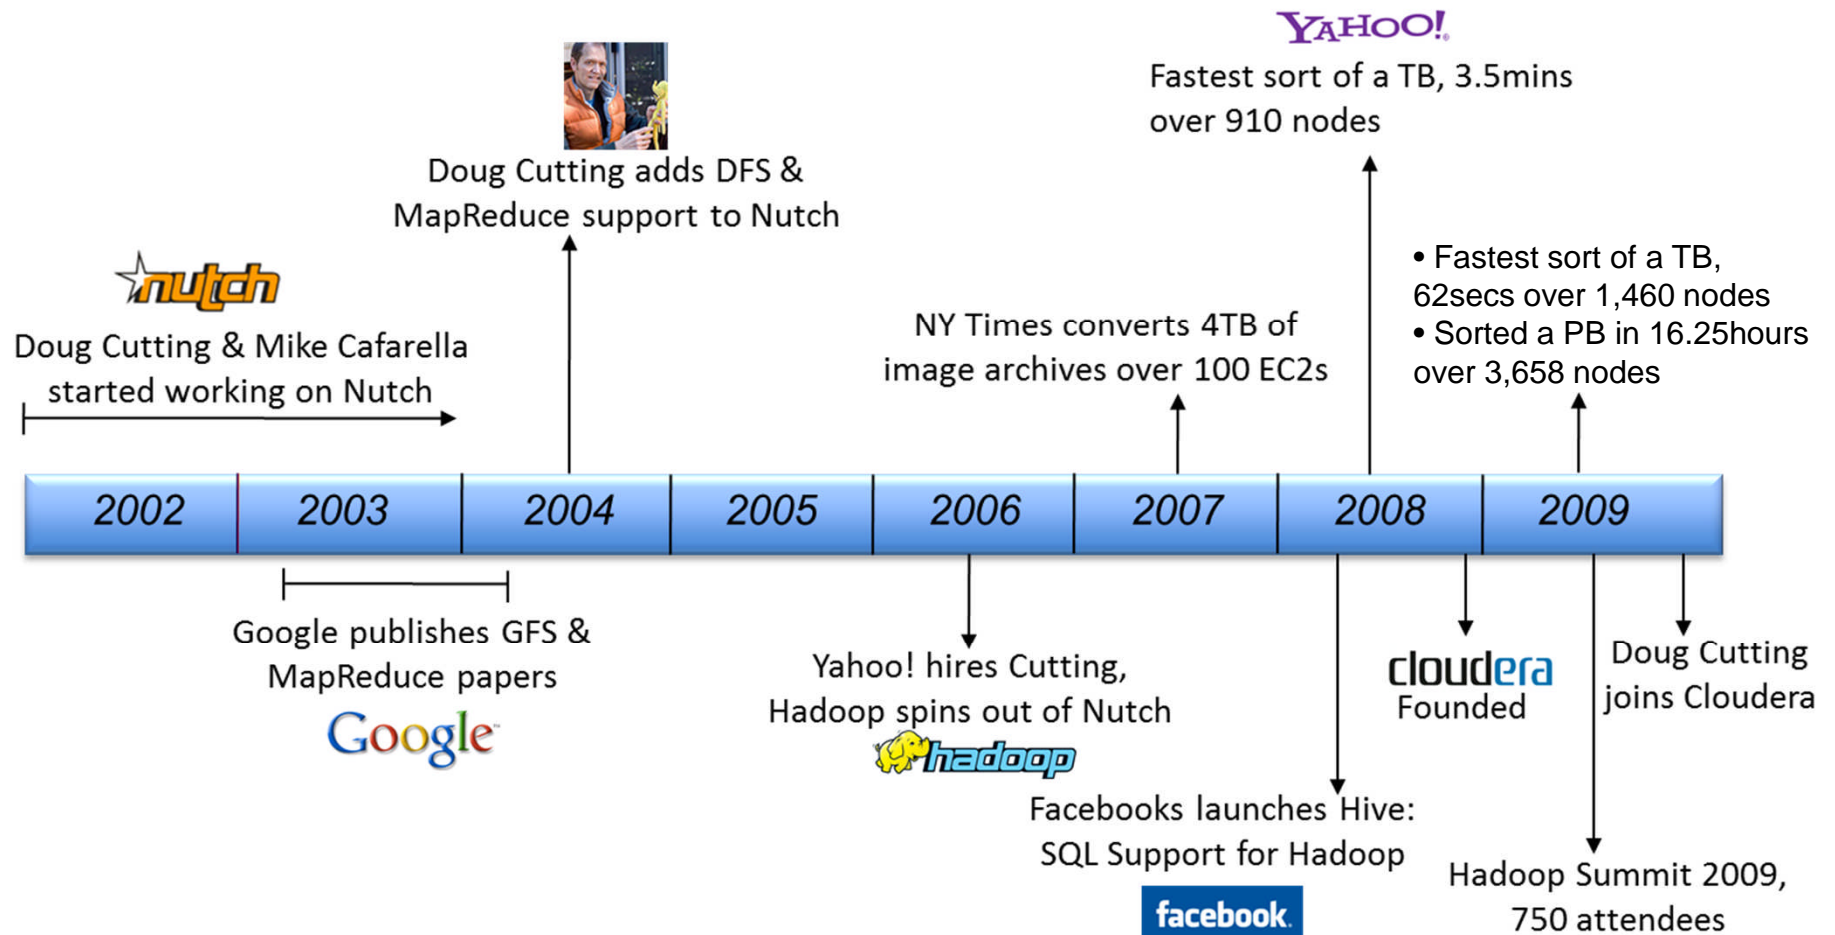 YAHOO!
Fastest sort of a TB, 3.5mins
over 910 nodes
Doug Cutting adds DFS &
MapReduce support to Nutch
nutch
Doug Cutting & Mike Cafarella
started working on Nutch
NY Times converts 4TB of
image archives over 100 EC2s
• Fastest sort of a TB,
62secs over 1,460 nodes
• Sorted a PB in 16.25hours
over 3,658 nodes
2002 2003 2004 2005 2006 2007 2008 2009
Google publishes GFS &
MapReduce papers
Google™
Yahoo! hires Cutting,
Hadoop spins out of Nutch
hadoop
cloudera
Founded
Doug Cutting
joins Cloudera
Facebooks launches Hive:
SQL Support for Hadoop
facebook.
Hadoop Summit 2009,
750 attendees